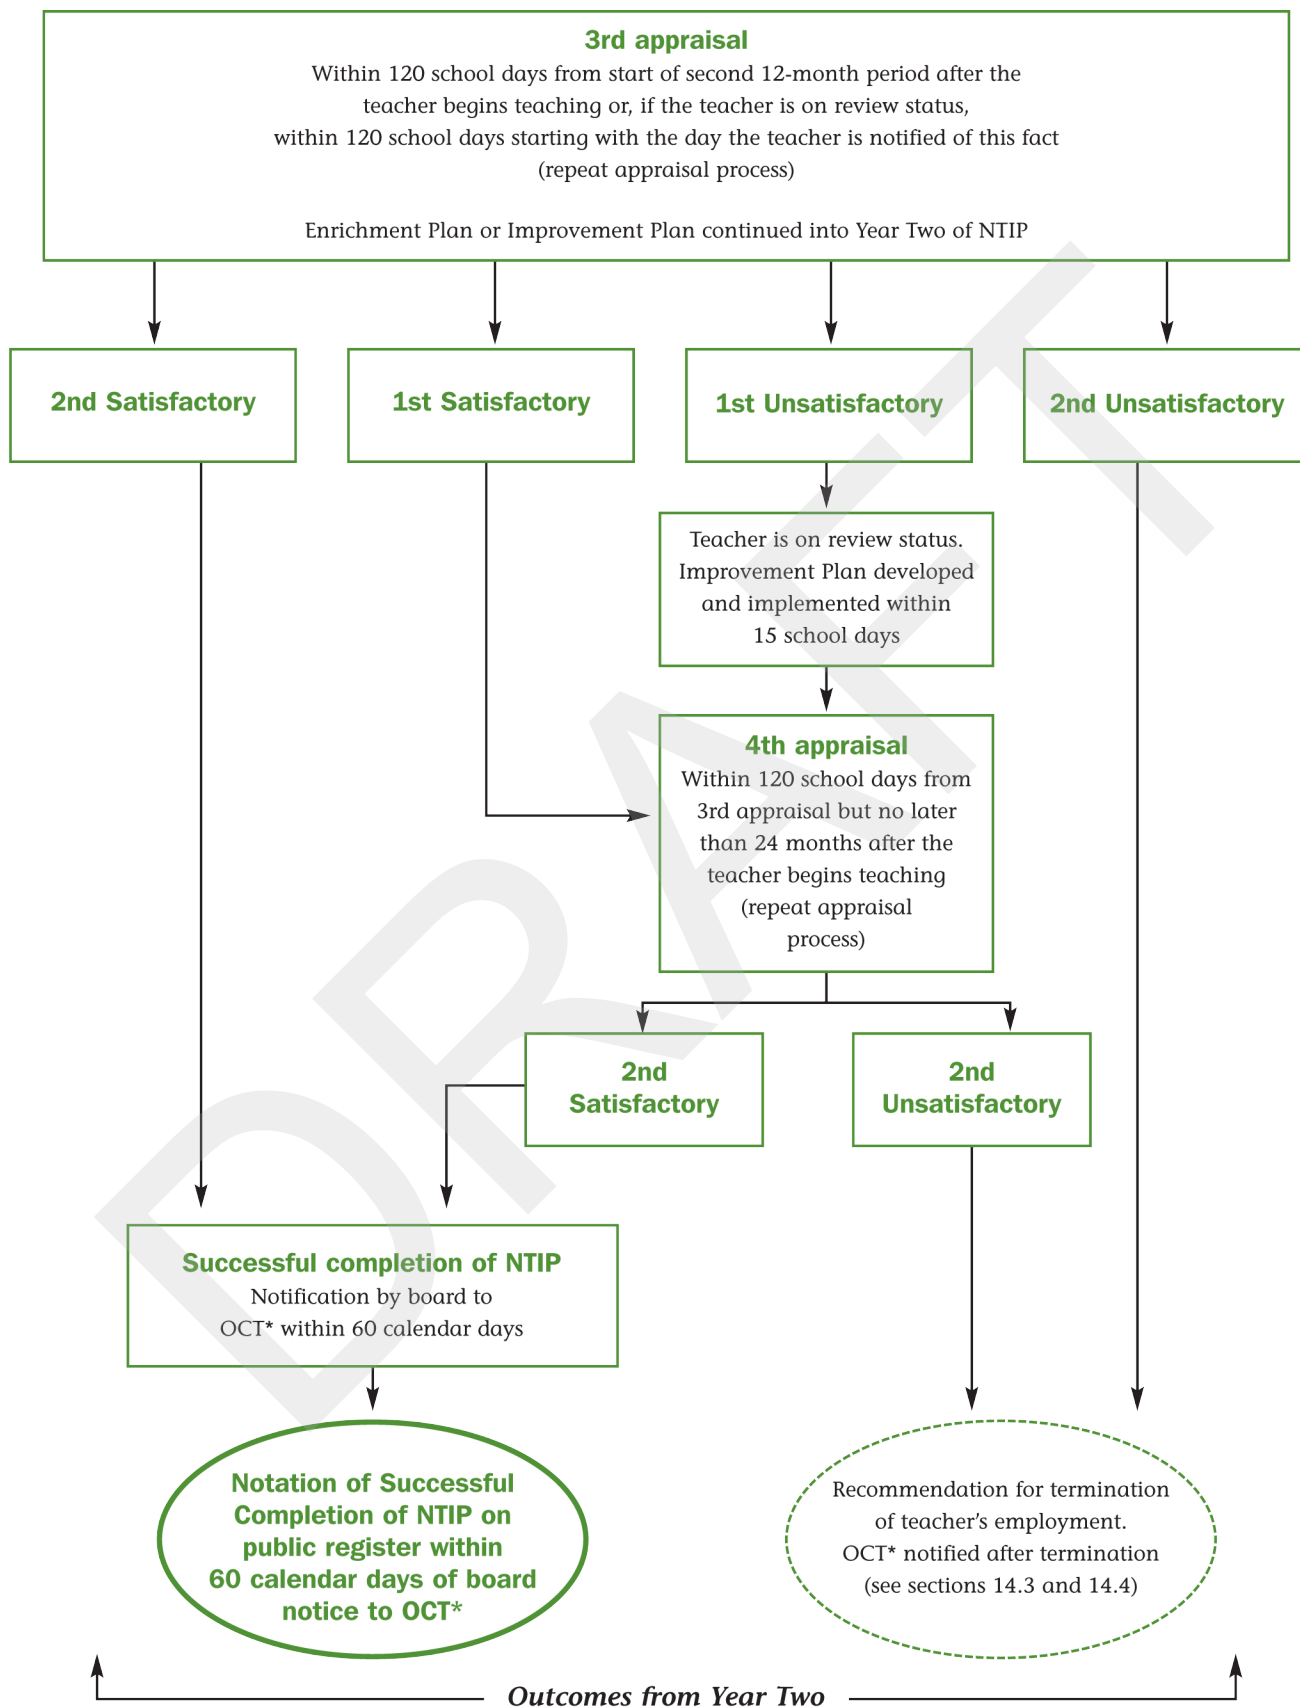 3rd appraisal
Within 120 school days from start of second 12-month period after the
teacher begins teaching or, if the teacher is on review status,
within 120 school days starting with the day the teacher is notified of this fact
(repeat appraisal process)
Enrichment Plan or Improvement Plan continued into Year Two of NTIP
2nd Satisfactory
1st Satisfactory
1st Unsatisfactory
2nd Unsatisfactory
Teacher is on review status.
Improvement Plan developed
and implemented within
15 school days
4th appraisal
Within 120 school days from
3rd appraisal but no later
than 24 months after the
teacher begins teaching
(repeat appraisal
process)
2nd
Satisfactory
2nd
Unsatisfactory
Successful completion of NTIP
Notification by board to
OCT* within 60 calendar days
Notation of Successful
Completion of NTIP on
public register within
60 calendar days of board
notice to OCT*
Recommendation for termination
of teacher's employment.
OCT* notified after termination
(see sections 14.3 and 14.4)
Outcomes from Year Two
DRAFT